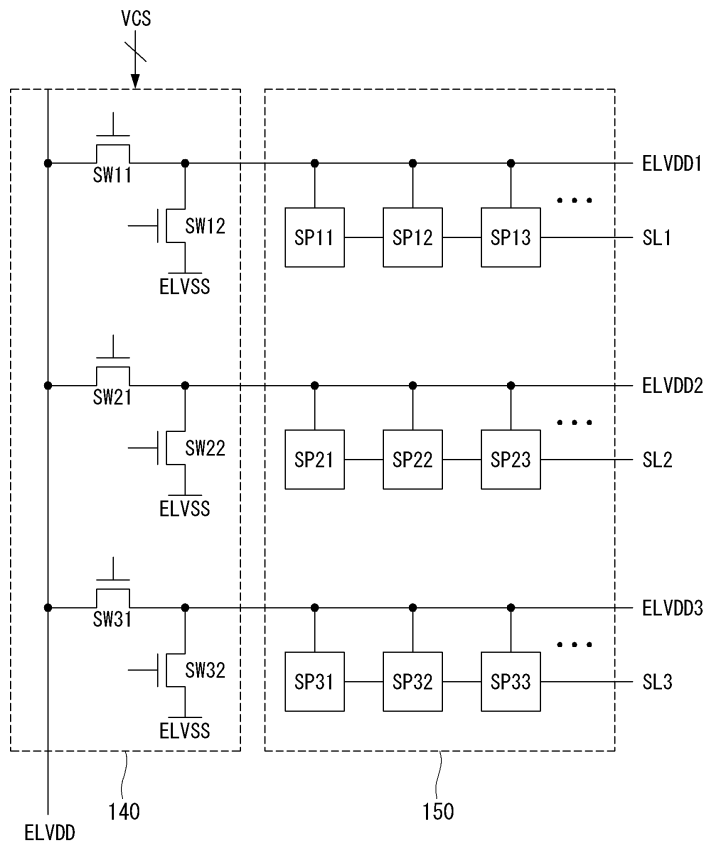 VCS
SW11
ELVDD1
SW12
SP11 SP12 SP13
SL1
ELVSS
SW21
ELVDD2
SW22
SP21 SP22 SP23
SL2
ELVSS
SW31
ELVDD3
SW32
SP31 SP32 SP33
SL3
ELVSS
140
150
ELVDD